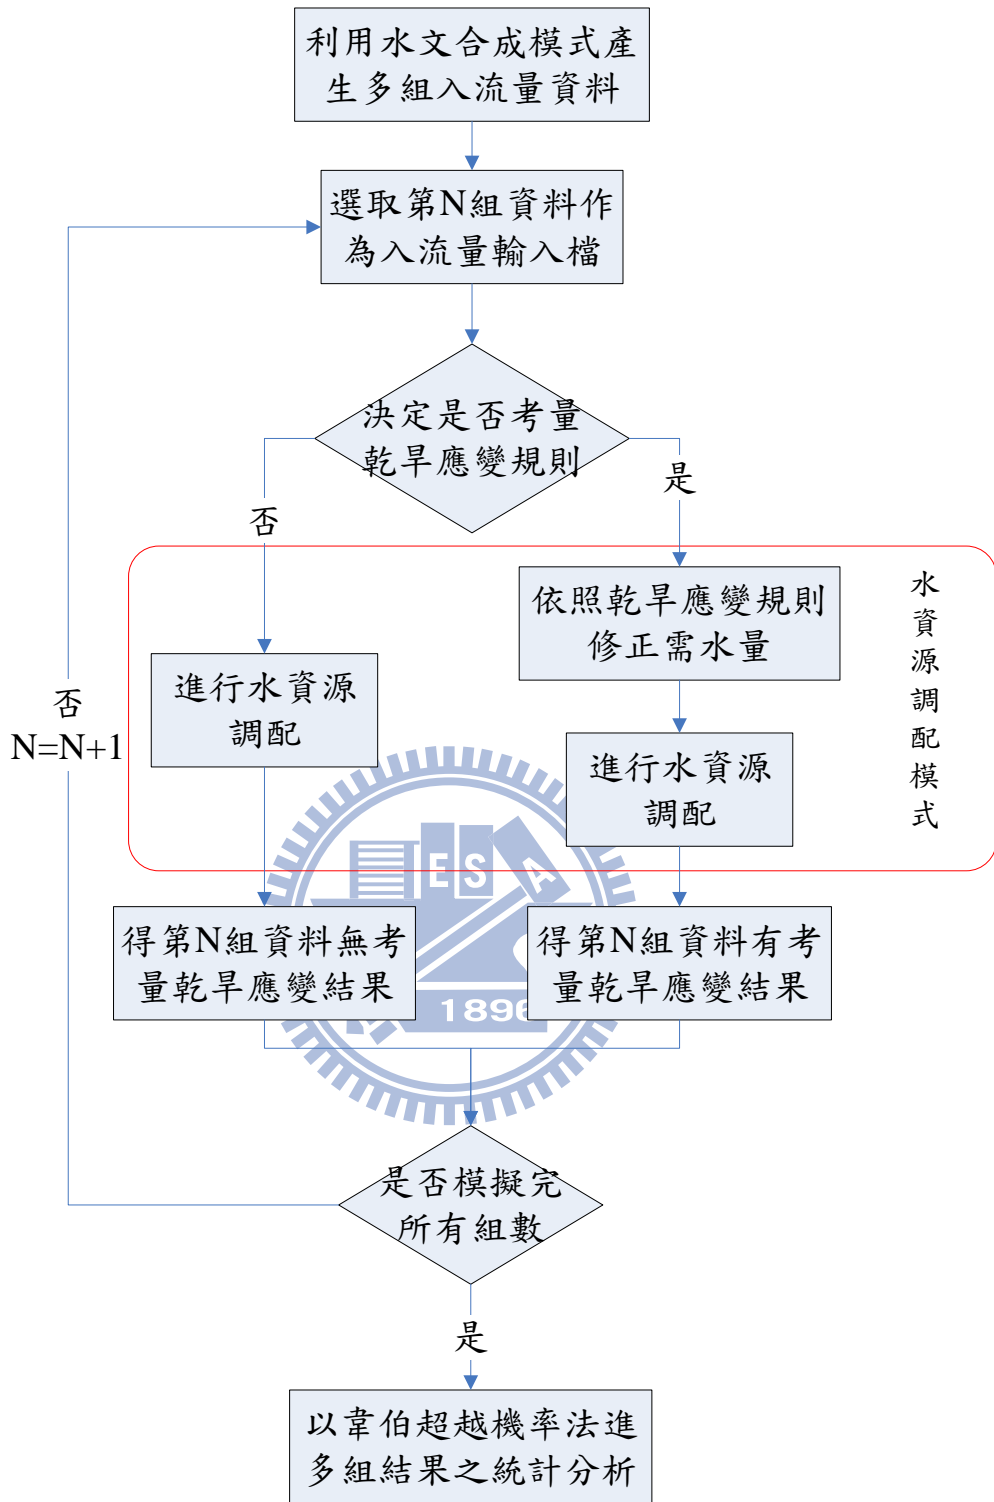 利用水文合成模式產
生多組入流量資料
選取第N組資料作
為入流量輸入檔
決定是否考量
乾旱應變規則
否
是
依照乾旱應變規則
修正需水量
水
資
源
調
配
模
式
進行水資源
調配
進行水資源
調配
否
N=N+1
E S A
得第N組資料無考
量乾旱應變結果
得第N組資料有考
量乾旱應變結果
1896
是否模擬完
所有組數
是
以韋伯超越機率法進
多組結果之統計分析